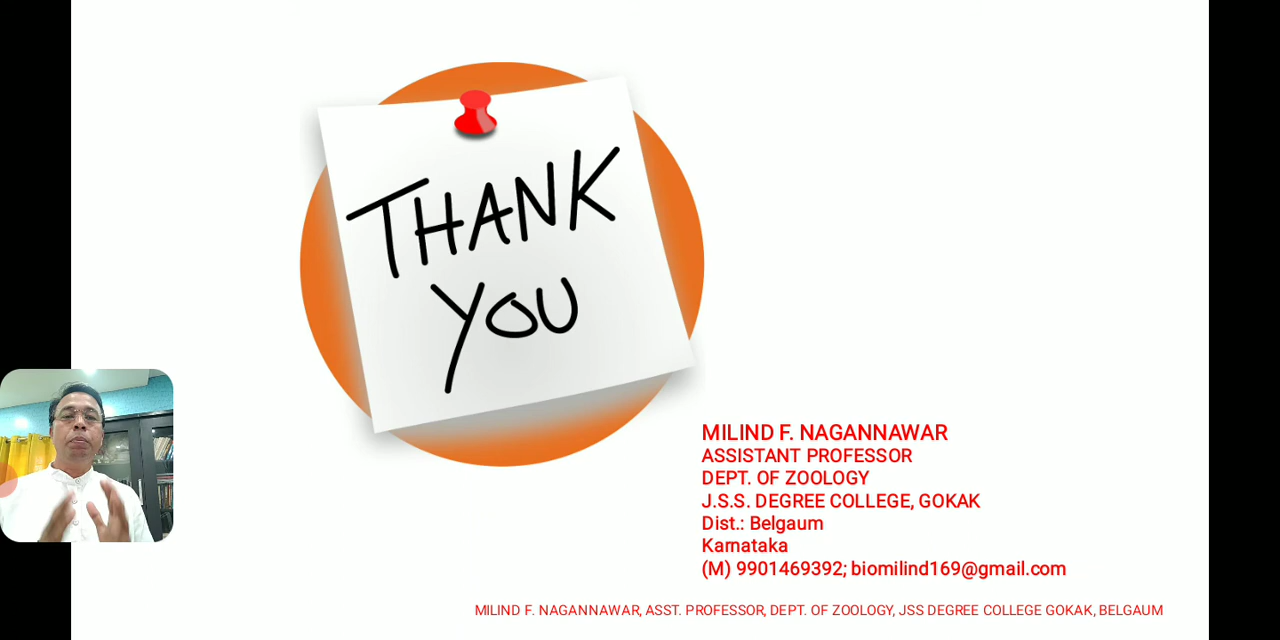 THANK
YOU
MILIND F. NAGANNAWAR
ASSISTANT PROFESSOR
DEPT. OF ZOOLOGY
J.S.S. DEGREE COLLEGE, GOKAK
Dist.: Belgaum
Karnataka
(M) 9901469392; biomilind169@gmail.com
MILIND F. NAGANNAWAR, ASST. PROFESSOR, DEPT. OF ZOOLOGY, JSS DEGREE COLLEGE GOKAK, BELGAUM